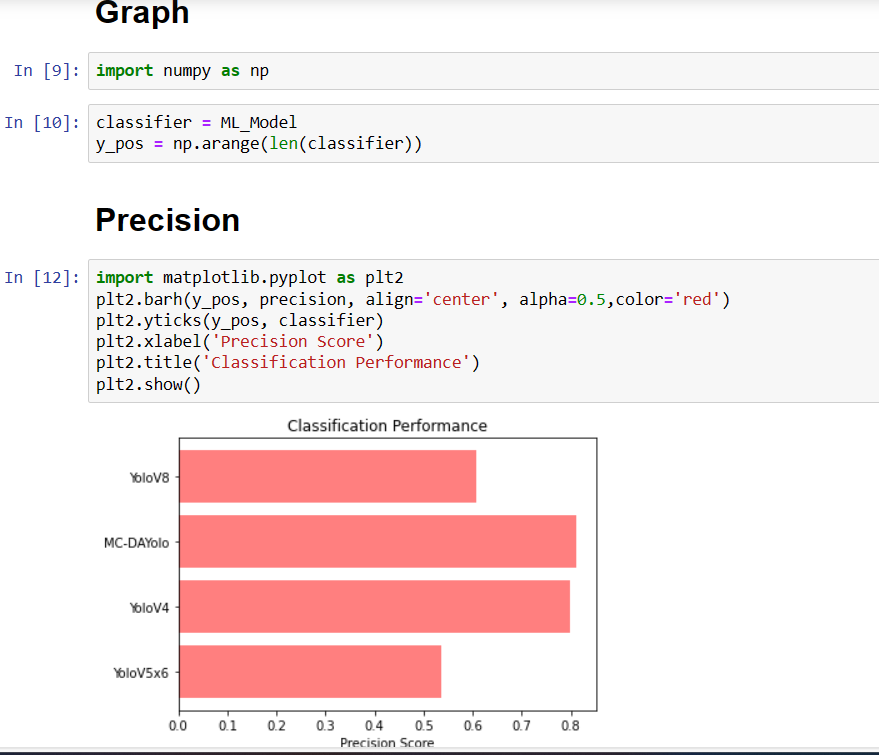 Graph
In [9]: import numpy as np
In [10]: classifier = ML_Model
y_pos = np.arange(len(classifier))
Precision
In [12]: import matplotlib.pyplot as plt2
plt2.barh(y_pos, precision, align='center', alpha=0.5,color='red')
plt2.yticks(y_pos, classifier)
plt2.xlabel('Precision Score')
plt2.title('Classification Performance')
plt2.show()
Classification Performance
YoloV8
MC-DAYolo
YoloV4
YoloV5x6
0.0 0.1 0.2 0.3 0.4 0.5 0.6 0.7 0.8
Precision Score